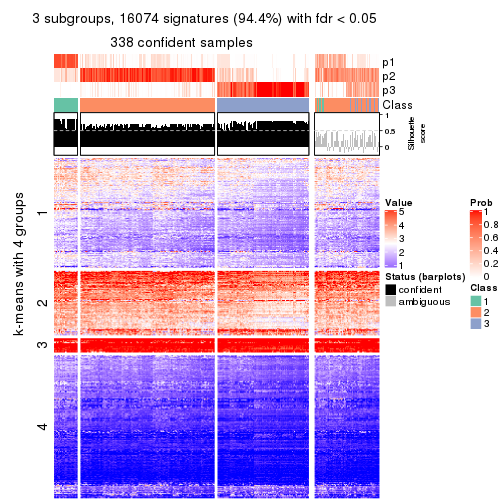 3 subgroups, 16074 signatures (94.4%) with fdr < 0.05
338 confident samples
p1
p2
p3
Class
1
0.5
0
Silhouette
score
k-means with 4 groups
1
2
3
4
Value
5
4
3
2
1
Status (barplots)
confident
ambiguous
Prob
1
0.8
0.6
0.4
0.2
0
Class
1
2
3